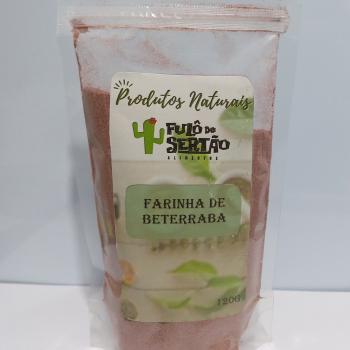 Produtos Naturais
FULÔ DO
SERTÃO
ALIMENTOS
FARINHA DE
BETERRABA
120G